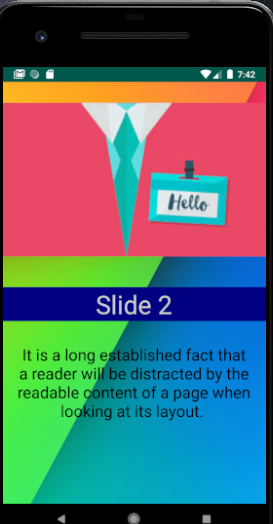 7:42
Hello
Slide 2
It is a long established fact that
a reader will be distracted by the
readable content of a page when
looking at its layout.